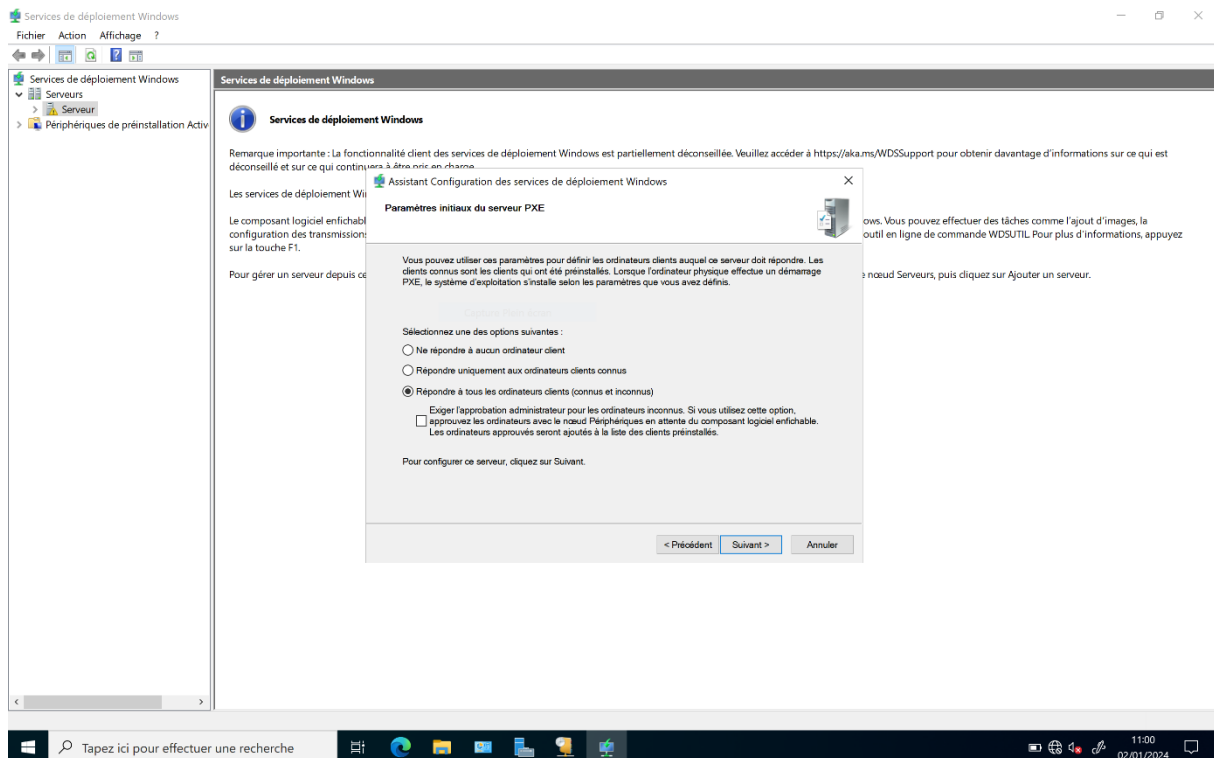 Services de déploiement Windows
Fichier Action Affichage ?
Services de déploiement Windows
Serveurs
Serveur
Périphériques de préinstallation Activ
Services de déploiement Windows
Services de déploiement Windows
Remarque importante : La fonctionnalité client des services de déploiement Windows est partiellement déconseillée. Veuillez accéder à https://aka.ms/WDSSupport pour obtenir davantage d'informations sur ce qui est
déconseillé et sur ce qui continuera à être pris en charge.
Les services de déploiement Wi
Le composant logiciel enfichabl
configuration des transmission
sur la touche F1.
Pour gérer un serveur depuis ce
ows. Vous pouvez effectuer des tâches comme l'ajout d'images, la
outil en ligne de commande WDSUTIL. Pour plus d'informations, appuyez
nœud Serveurs, puis cliquez sur Ajouter un serveur.
Assistant Configuration des services de déploiement Windows
Paramètres initiaux du serveur PXE
Vous pouvez utiliser ces paramètres pour définir les ordinateurs clients auquel ce serveur doit répondre. Les
clients connus sont les clients qui ont été préinstallés. Lorsque l'ordinateur physique effectue un démarrage
PXE, le système d'exploitation s'installe selon les paramètres que vous avez définis.
Sélectionnez une des options suivantes :
Ne répondre à aucun ordinateur client
Répondre uniquement aux ordinateurs clients connus
Répondre à tous les ordinateurs clients (connus et inconnus)
Exiger l'approbation administrateur pour les ordinateurs inconnus. Si vous utilisez cette option,
approuvez les ordinateurs avec le nœud Périphériques en attente du composant logiciel enfichable.
Les ordinateurs approuvés seront ajoutés à la liste des clients préinstallés.
Pour configurer ce serveur, cliquez sur Suivant.
< Précédent Suivant > Annuler
Tapez ici pour effectuer une recherche
11:00
02/01/2024